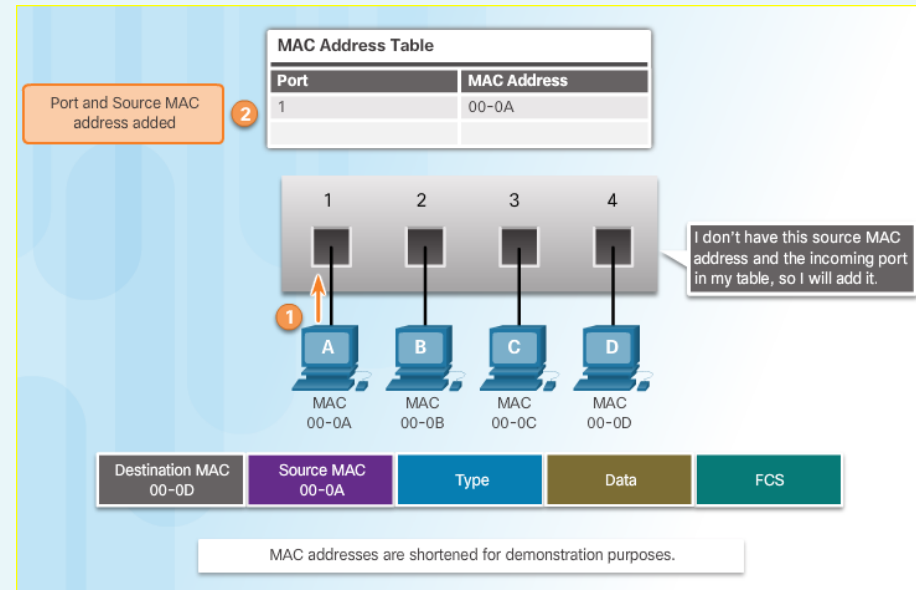 MAC Address Table
Port MAC Address
1 00-0A
Port and Source MAC
address added
2
1 2 3 4
I don't have this source MAC
address and the incoming port
in my table, so I will add it.
1
A B C D
MAC MAC MAC MAC
00-0A 00-0B 00-0C 00-0D
Destination MAC Source MAC Type Data FCS
00-0D 00-0A
MAC addresses are shortened for demonstration purposes.